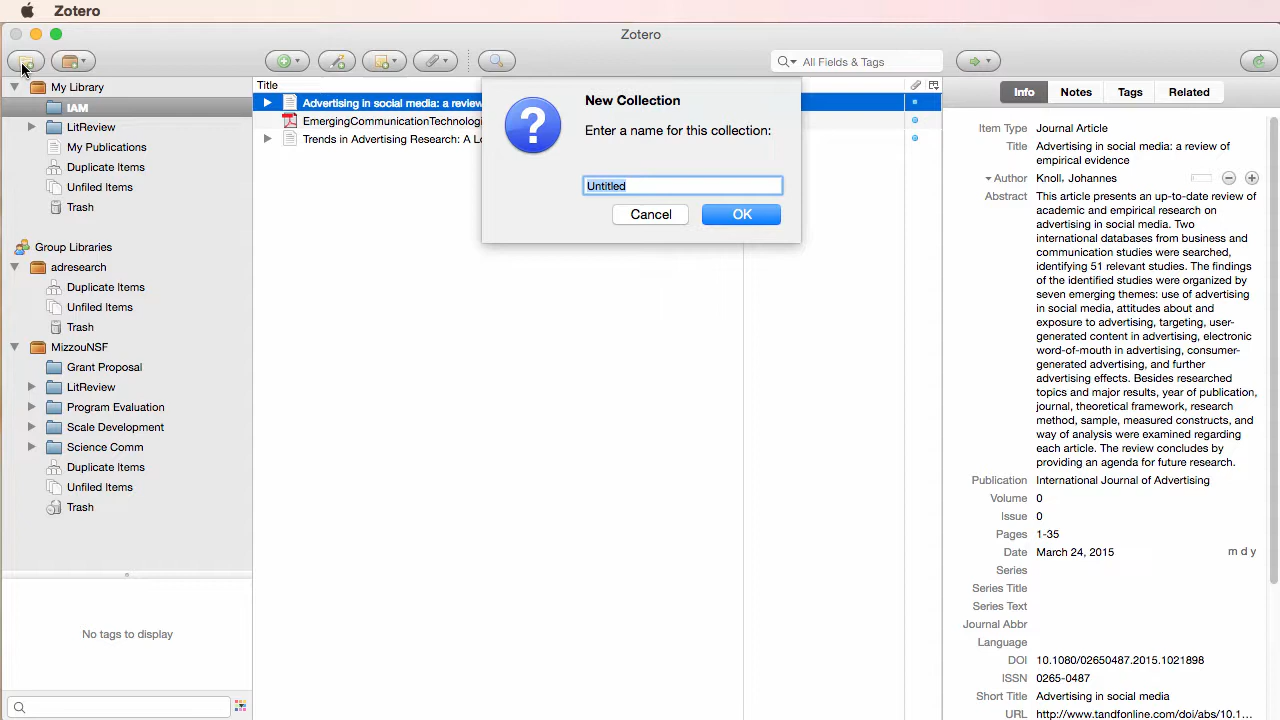 Zotero
Zotero
All Fields & Tags
My Library
IAM
LitReview
My Publications
Duplicate Items
Unfiled Items
Trash
Group Libraries
adresearch
Duplicate Items
Unfiled Items
Trash
MizzouNSF
Grant Proposal
LitReview
Program Evaluation
Scale Development
Science Comm
Duplicate Items
Unfiled Items
Trash
No tags to display
Title
Advertising in social media: a review
EmergingCommunicationTechnologi
Trends in Advertising Research: A Lo
New Collection
Enter a name for this collection:
Untitled
Cancel
OK
Info Notes Tags Related
Item Type Journal Article
Title Advertising in social media: a review of
empirical evidence
Author Knoll, Johannes
Abstract This article presents an up-to-date review of
academic and empirical research on
advertising in social media. Two
international databases from business and
communication studies were searched,
identifying 51 relevant studies. The findings
of the identified studies were organized by
seven emerging themes: use of advertising
in social media, attitudes about and
exposure to advertising, targeting, user-
generated content in advertising, electronic
word-of-mouth in advertising, consumer-
generated advertising, and further
advertising effects. Besides researched
topics and major results, year of publication,
journal, theoretical framework, research
method, sample, measured constructs, and
way of analysis were examined regarding
each article. The review concludes by
providing an agenda for future research.
Publication International Journal of Advertising
Volume 0
Issue 0
Pages 1-35
Date March 24, 2015 m d y
Series
Series Title
Series Text
Journal Abbr
Language
DOI 10.1080/02650487.2015.1021898
ISSN 0265-0487
Short Title Advertising in social media
URL http://www.tandfonline.com/doi/abs/10.1...